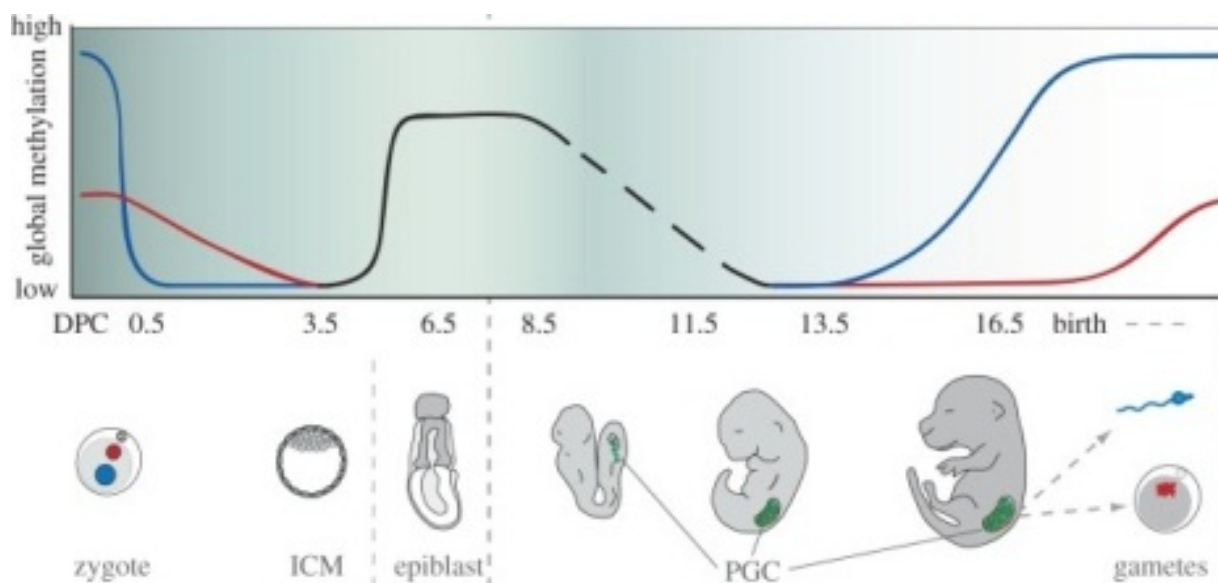 high
global methylation
low
DPC 0.5 3.5 6.5 8.5 11.5 13.5 16.5 birth
zygote ICM epiblast PGC gametes